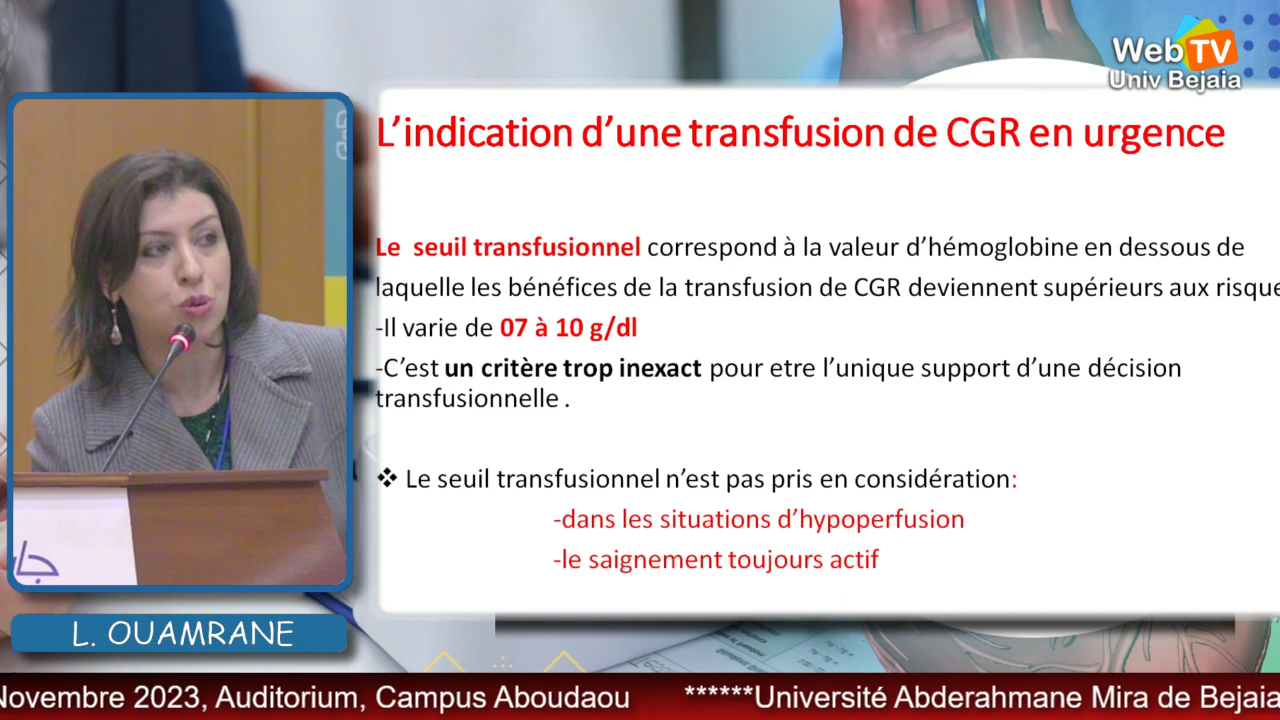 WebTV
Univ Bejaia
L'indication d'une transfusion de CGR en urgence
Le seuil transfusionnel correspond à la valeur d'hémoglobine en dessous de
laquelle les bénéfices de la transfusion de CGR deviennent supérieurs aux risque
-Il varie de 07 à 10 g/dl
-C'est un critère trop inexact pour etre l'unique support d'une décision
transfusionnelle .
❖ Le seuil transfusionnel n'est pas pris en considération:
-dans les situations d'hypoperfusion
-le saignement toujours actif
L. OUAMRANE
Novembre 2023, Auditorium, Campus Aboudaou ******Université Abderahmane Mira de Bejaia